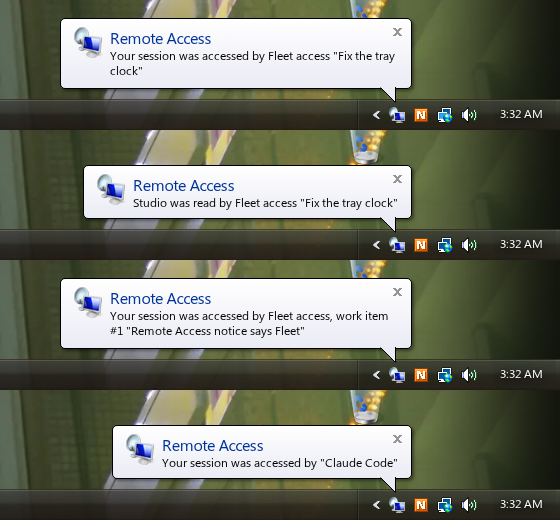 Remote Access
Your session was accessed by Fleet access "Fix the tray
clock"
3:32 AM
Remote Access
Studio was read by Fleet access "Fix the tray clock"
3:32 AM
Remote Access
Your session was accessed by Fleet access, work item
#1 "Remote Access notice says Fleet"
3:32 AM
Remote Access
Your session was accessed by "Claude Code"
3:32 AM